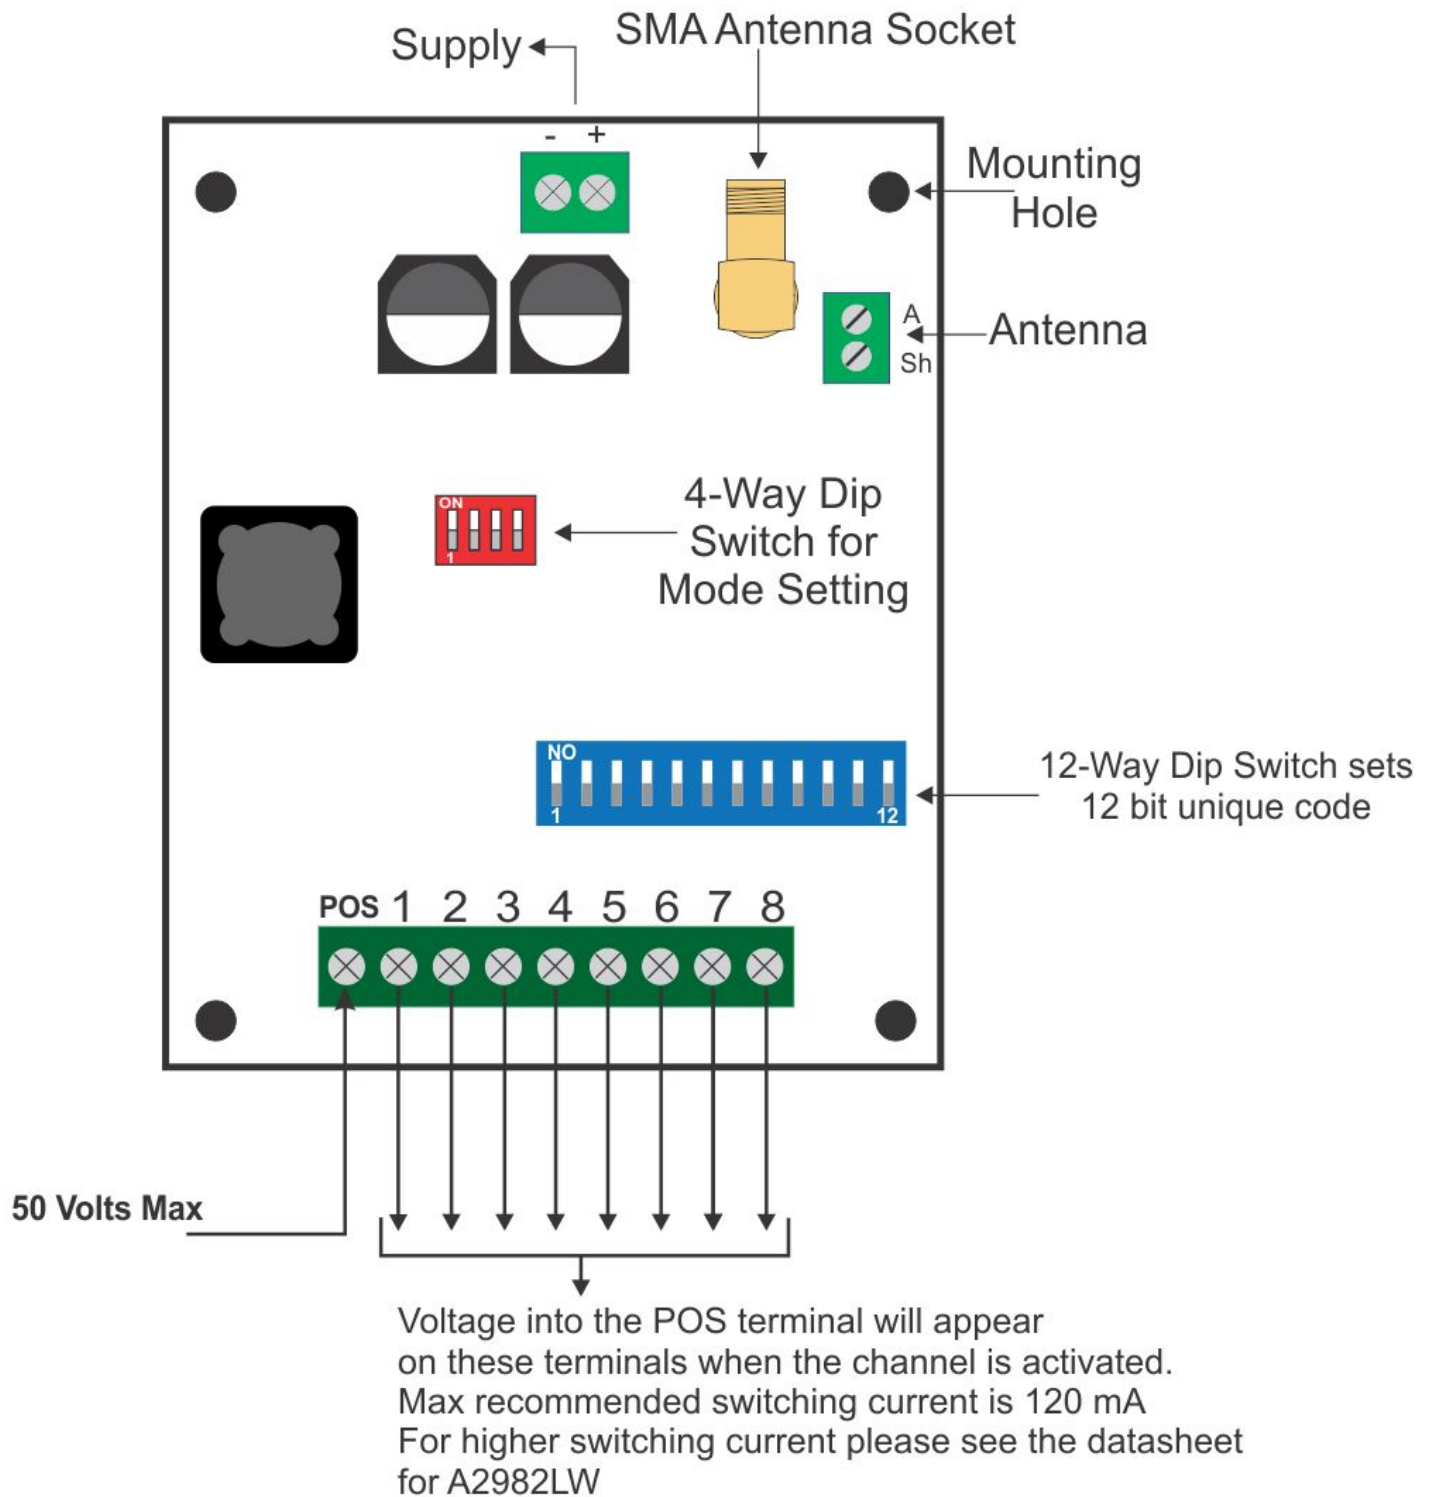 SMA Antenna Socket
Supply
- +
Mounting
Hole
A
Antenna
Sh
4-Way Dip
Switch for
Mode Setting
ON
1
12-Way Dip Switch sets
12 bit unique code
NO
1 12
POS 1 2 3 4 5 6 7 8
50 Volts Max
Voltage into the POS terminal will appear
on these terminals when the channel is activated.
Max recommended switching current is 120 mA
For higher switching current please see the datasheet
for A2982LW